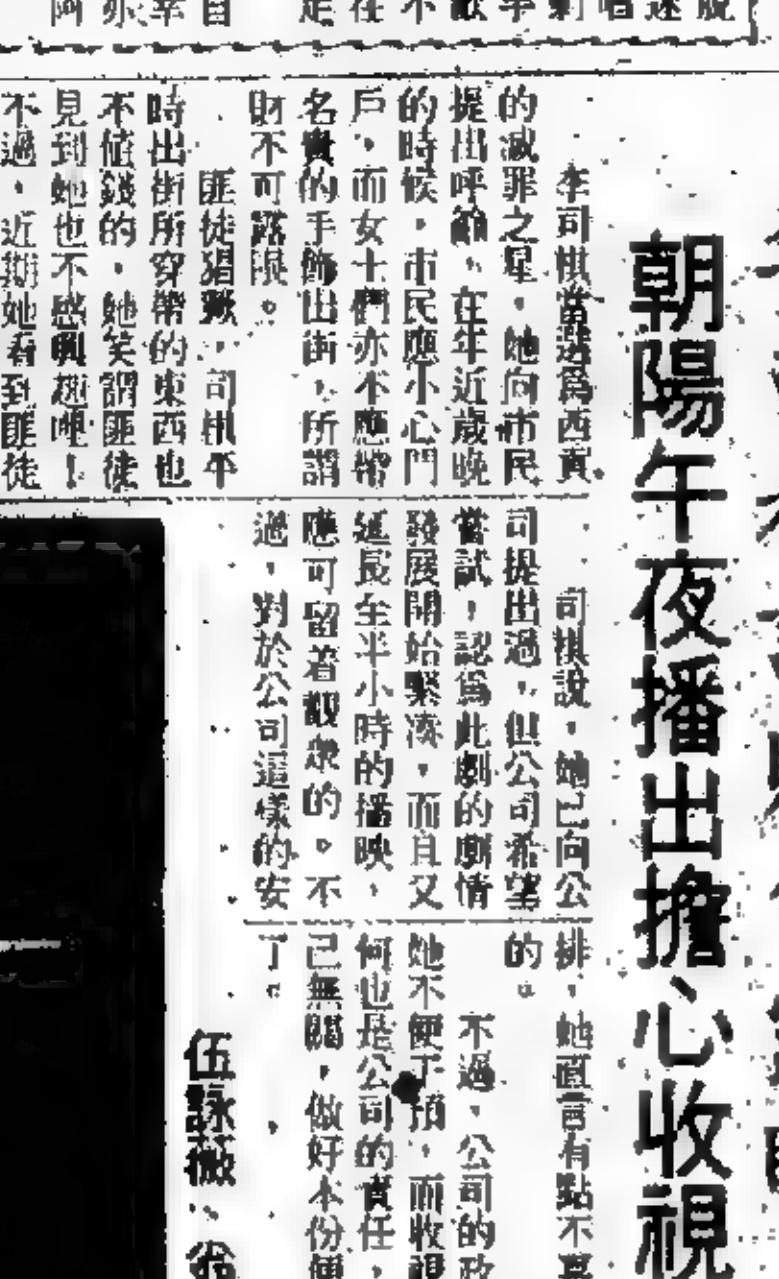 朝陽午夜播出擔心收視
李司棋當選為西貢
的滅罪之星，她向市民
提出呼籲，在年近歲晚
的時候，市民應小心門
戶，而女士們亦不應帶
名貴的手飾出街，所謂
財不可露眼。
匪徒猖獗，司棋平
時出街所穿帶的東西也
不值錢的，她笑謂匪徒
見到她也不感興趣哩！
不過，近期她看到匪徒
司棋說，她已向公
司提出過，但公司希望
嘗試，認為此劇的劇情
發展開始緊湊，而且又
延長至半小時的播映，
應可留着觀衆的。不
過，對於公司這樣的安
排，她直言有點不
的。
不過，公司的政
她不便干預，而收視
何也是公司的責任，
己無關，做好本份便
了。
伍詠薇、翁